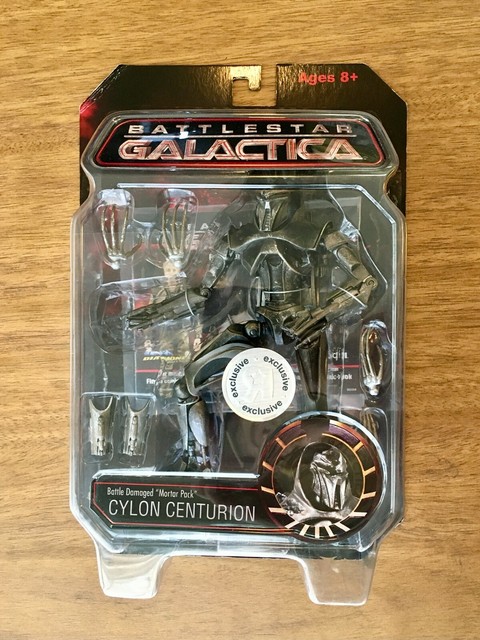 Ages 8+
BATTLESTAR
GALACTICA
exclusive exclusive exclusive
Battle Damaged "Mortar Pack"
CYLON CENTURION